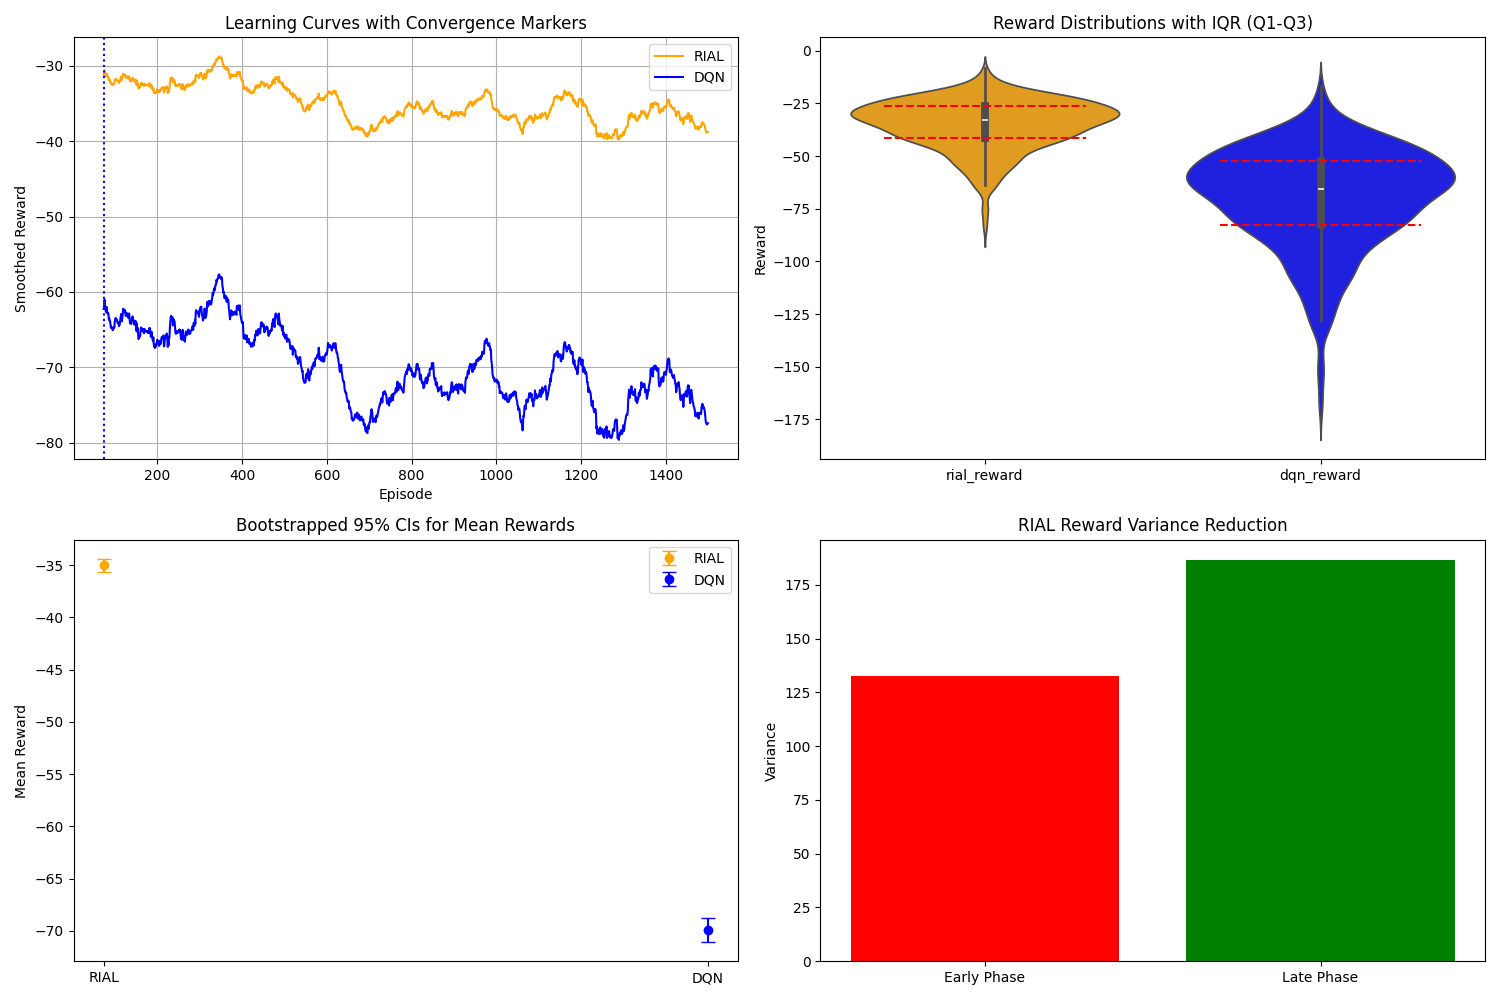 Learning Curves with Convergence Markers
RIAL
DQN
−30
−40
−50
−60
−70
−80
Smoothed Reward
200
400
600
800
1000
1200
1400
Episode
Reward Distributions with IQR (Q1-Q3)
0
−25
−50
−75
−100
−125
−150
−175
Reward
rial_reward
dqn_reward
Bootstrapped 95% CIs for Mean Rewards
RIAL
DQN
−35
−40
−45
−50
−55
−60
−65
−70
Mean Reward
RIAL
DQN
RIAL Reward Variance Reduction
175
150
125
100
75
50
25
0
Variance
Early Phase
Late Phase